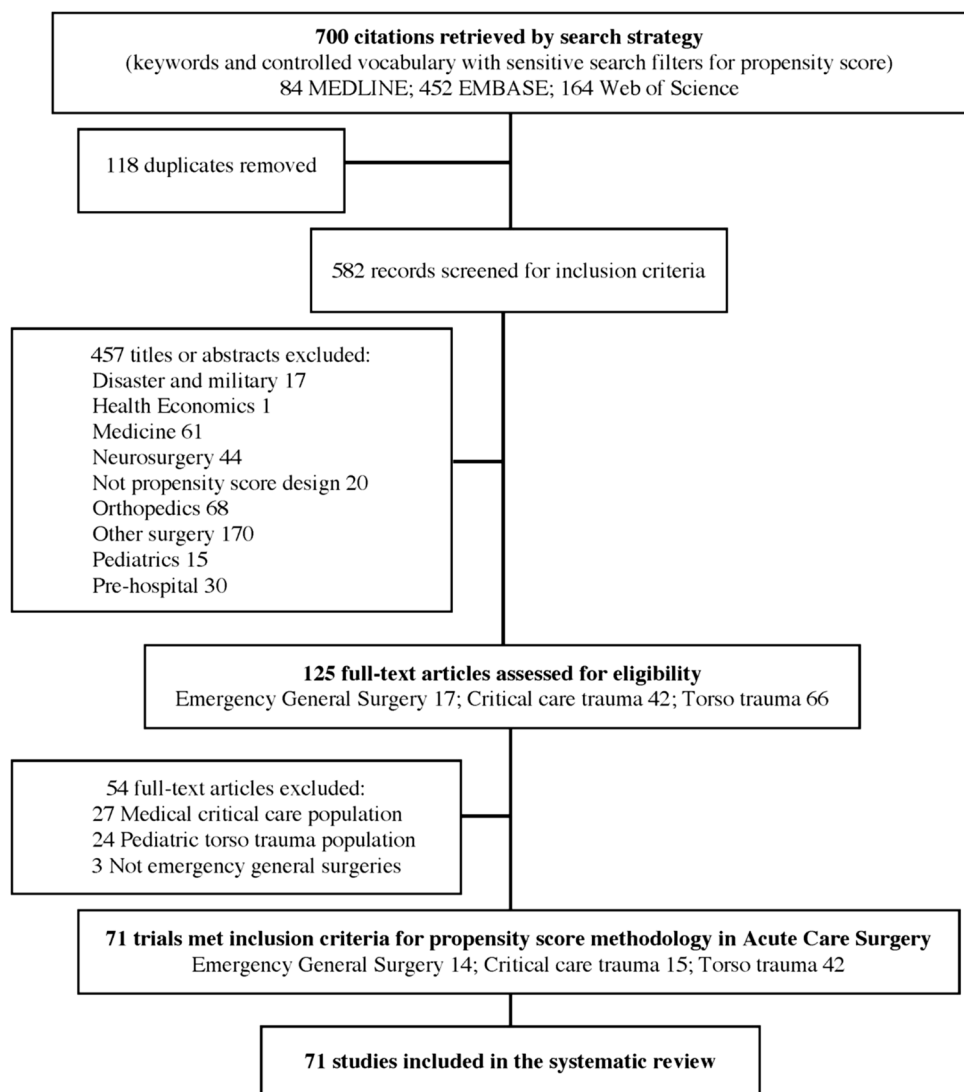 700 citations retrieved by search strategy
(keywords and controlled vocabulary with sensitive search filters for propensity score)
84 MEDLINE; 452 EMBASE; 164 Web of Science
118 duplicates removed
582 records screened for inclusion criteria
457 titles or abstracts excluded:
Disaster and military 17
Health Economics 1
Medicine 61
Neurosurgery 44
Not propensity score design 20
Orthopedics 68
Other surgery 170
Pediatrics 15
Pre-hospital 30
125 full-text articles assessed for eligibility
Emergency General Surgery 17; Critical care trauma 42; Torso trauma 66
54 full-text articles excluded:
27 Medical critical care population
24 Pediatric torso trauma population
3 Not emergency general surgeries
71 trials met inclusion criteria for propensity score methodology in Acute Care Surgery
Emergency General Surgery 14; Critical care trauma 15; Torso trauma 42
71 studies included in the systematic review